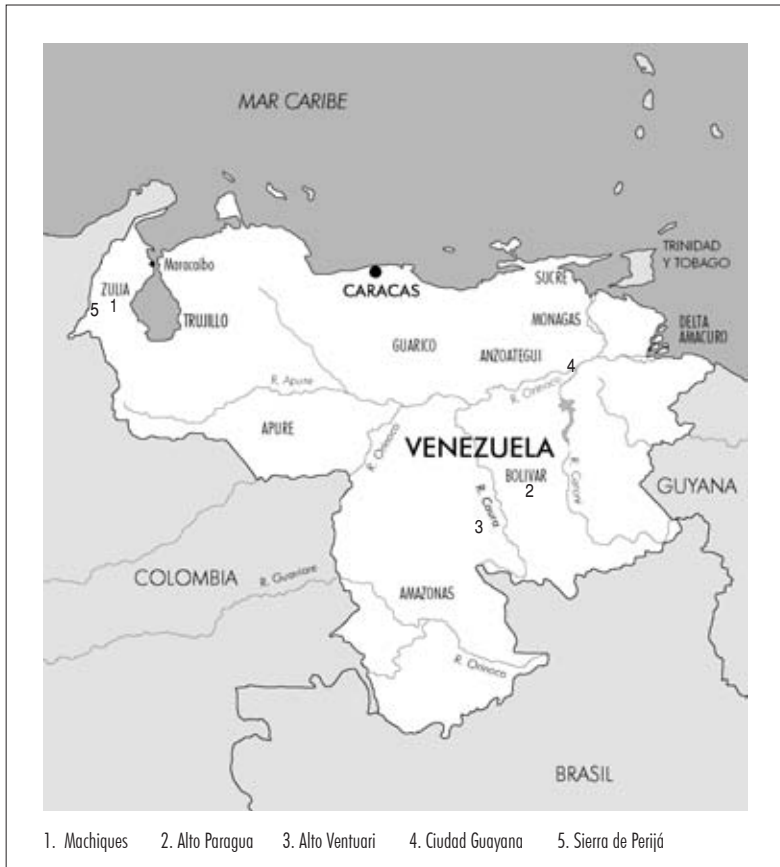 MAR CARIBE
TRINIDAD
Y TOBAGO
Maracaibo
CARACAS
SUCRE
ZULIA
5
1
TRUJILLO
MONAGAS
DELTA
AMACURO
GUARICO
ANZOATEGUI
4
R. Apure
R. Orinoco
APURE
R. Orinoco
VENEZUELA
BOLIVAR
2
R. Caroní
GUYANA
R. Caura
3
COLOMBIA
R. Guaviare
AMAZONAS
R. Orinoco
BRASIL
1. Machiques 2. Alto Paragua 3. Alto Ventuari 4. Ciudad Guayana 5. Sierra de Perijá